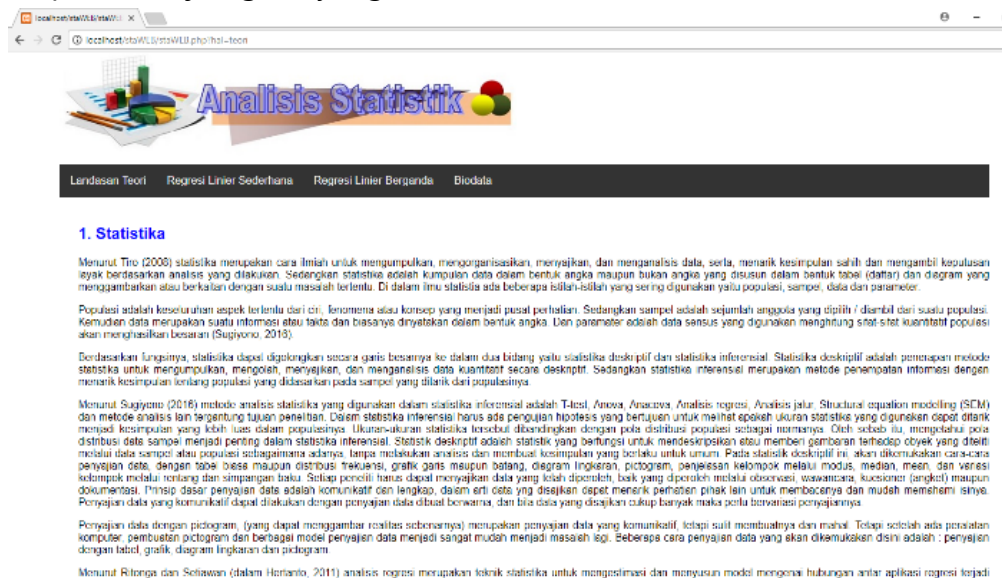 localhost/staWEB/staWE
localhost/staWEB/staWEB.php?hal=teori
Analisis Statistik
Landasan Teori Regresi Linier Sederhana Regresi Linier Berganda Biodata
1. Statistika
Menurut Tiro (2008) statistika merupakan cara ilmiah untuk mengumpulkan, mengorganisasikan, menyajikan, dan menganalisis data, serta, menarik kesimpulan sahih dan mengambil keputusan
layak berdasarkan analisis yang dilakukan. Sedangkan statistika adalah kumpulan data dalam bentuk angka maupun bukan angka yang disusun dalam bentuk tabel (daftar) dan diagram yang
menggambarkan atau berkaitan dengan suatu masalah tertentu. Di dalam ilmu statistia ada beberapa istilah-istilah yang sering digunakan yaitu populasi, sampel, data dan parameter.
Populasi adalah keseluruhan aspek tertentu dari ciri, fenomena atau konsep yang menjadi pusat perhatian. Sedangkan sampel adalah sejumlah anggota yang dipilih / diambil dari suatu populasi.
Kemudian data merupakan suatu informasi atau fakta dan biasanya dinyatakan dalam bentuk angka. Dan paramater adalah data sensus yang digunakan menghitung sifat-sifat kuantitatif populasi
akan menghasilkan besaran (Sugiyono, 2016).
Berdasarkan fungsinya, statistika dapat digolongkan secara garis besarnya ke dalam dua bidang yaitu statistika deskriptif dan statistika inferensial. Statistika deskriptif adalah penerapan metode
statistika untuk mengumpulkan, mengolah, menyajikan, dan menganalisis data kuantitatif secara deskriptif. Sedangkan statistika inferensial merupakan metode penempatan informasi dengan
menarik kesimpulan tentang populasi yang didasarkan pada sampel yang ditarik dari populasinya.
Menurut Sugiyono (2016) metode analisis statistika yang digunakan dalam statistika inferensial adalah T-test, Anova, Anacova, Analisis regresi, Analisis jalur, Structural equation modelling (SEM)
dan metode analisis lain tergantung tujuan penelitian. Dalam statistika inferensial harus ada pengujian hipotesis yang bertujuan untuk melihat apakah ukuran statistika yang digunakan dapat ditarik
menjadi kesimpulan yang lebih luas dalam populasinya. Ukuran-ukuran statistika tersebut dibandingkan dengan pola distribusi populasi sebagai normanya. Oleh sebab itu, mengetahui pola
distribusi data sampel menjadi penting dalam statistika inferensial. Statistik deskriptif adalah statistik yang berfungsi untuk mendeskripsikan atau memberi gambaran terhadap obyek yang diteliti
melalui data sampel atau populasi sebagaimana adanya, tanpa melakukan analisis dan membuat kesimpulan yang berlaku untuk umum. Pada statistik deskriptif ini, akan dikemukakan cara-cara
penyajian data, dengan tabel biasa maupun distribusi frekuensi, grafik garis maupun batang, diagram lingkaran, pictogram, penjelasan kelompok melalui modus, median, mean, dan variasi
kelompok melalui rentang dan simpangan baku. Setiap peneliti harus dapat menyajikan data yang telah diperoleh, baik yang diperoleh melalui observasi, wawancara, kuesioner (angket) maupun
dokumentasi. Prinsip dasar penyajian data adalah komunikatif dan lengkap, dalam arti data yng disajikan dapat menarik perhatian pihak lain untuk membacanya dan mudah memahami isinya.
Penyajian data yang komunikatif dapat dilakukan dengan penyajian data dibuat berwarna, dan bila data yang disajikan cukup banyak maka perlu bervariasi penyajiannya.
Penyajian data dengan pictogram, (yang dapat menggambar realitas sebenarnya) merupakan penyajian data yang komunikatif, tetapi sulit membuatnya dan mahal. Tetapi setelah ada peralatan
komputer, pembuatan pictogram dan berbagai model penyajian data menjadi sangat mudah menjadi masalah lagi. Beberapa cara penyajian data yang akan dikemukakan disini adalah : penyajian
dengan tabel, grafik, diagram lingkaran dan pictogram.
Menurut Ritonga dan Setiawan (dalam Hertanto, 2011) analisis regresi merupakan teknik statistika untuk mengestimasi dan menyusun model mengenai hubungan antar aplikasi regresi terjadi